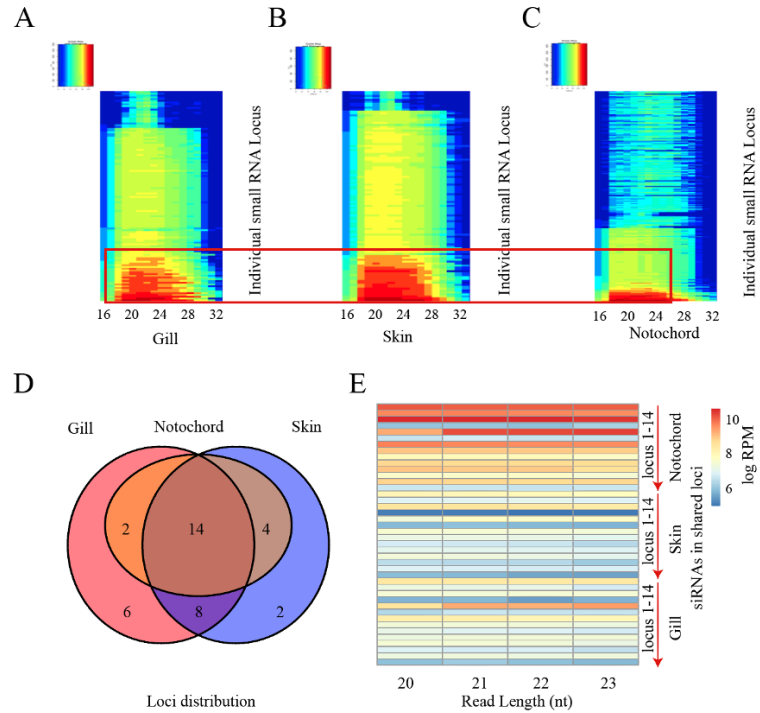 A
B
C
Individual small RNA Locus
Individual small RNA Locus
Individual small RNA Locus
16 20 24 28 32
16 20 24 28 32
16 20 24 28 32
Gill
Skin
Notochord
D
E
Gill
Notochord
Skin
2
14
4
6
8
2
Loci distribution
locus 1-14
locus 1-14
locus 1-14
Notochord
Skin
Gill
siRNAs in shared loci
10
8
6
log RPM
20 21 22 23
Read Length (nt)